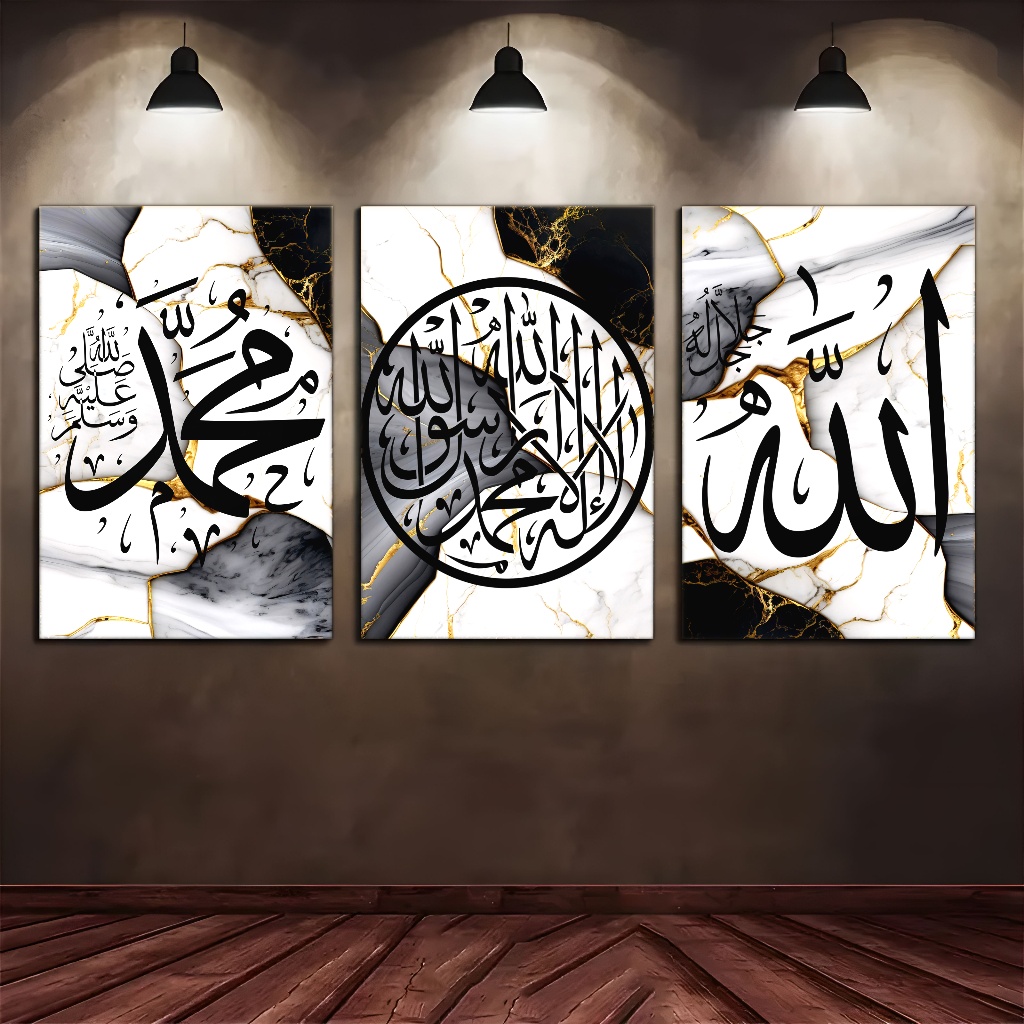 الله
جل جلاله
لا إله إلا الله محمد رسول الله
محمد
صلى الله عليه وسلم